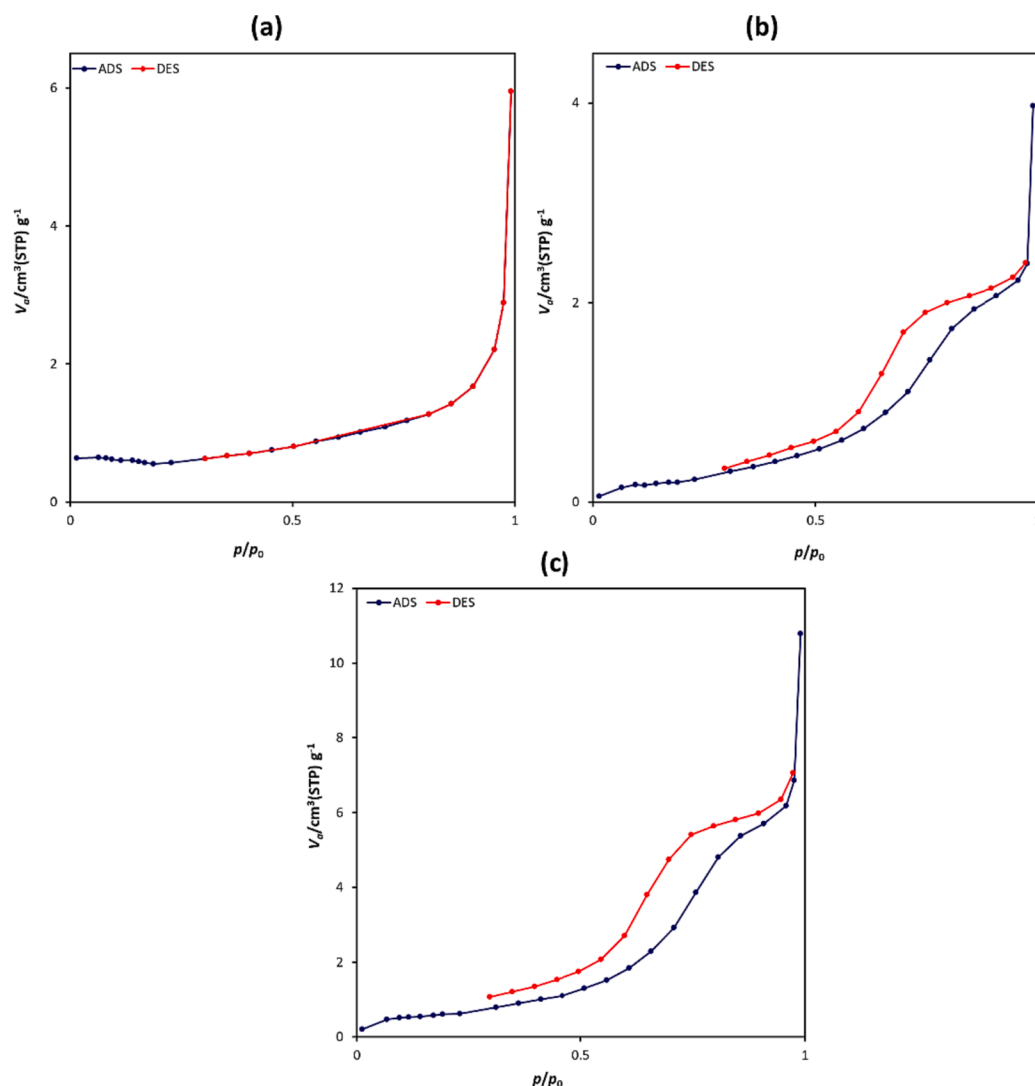 (a)
ADS DES
6
4
2
0
0 0.5 1
Va/cm³(STP) g⁻¹
p/p₀
(b)
ADS DES
4
2
0
0 0.5
Va/cm³(STP) g⁻¹
p/p₀
(c)
ADS DES
12
10
8
6
4
2
0
0 0.5 1
Va/cm³(STP) g⁻¹
p/p₀